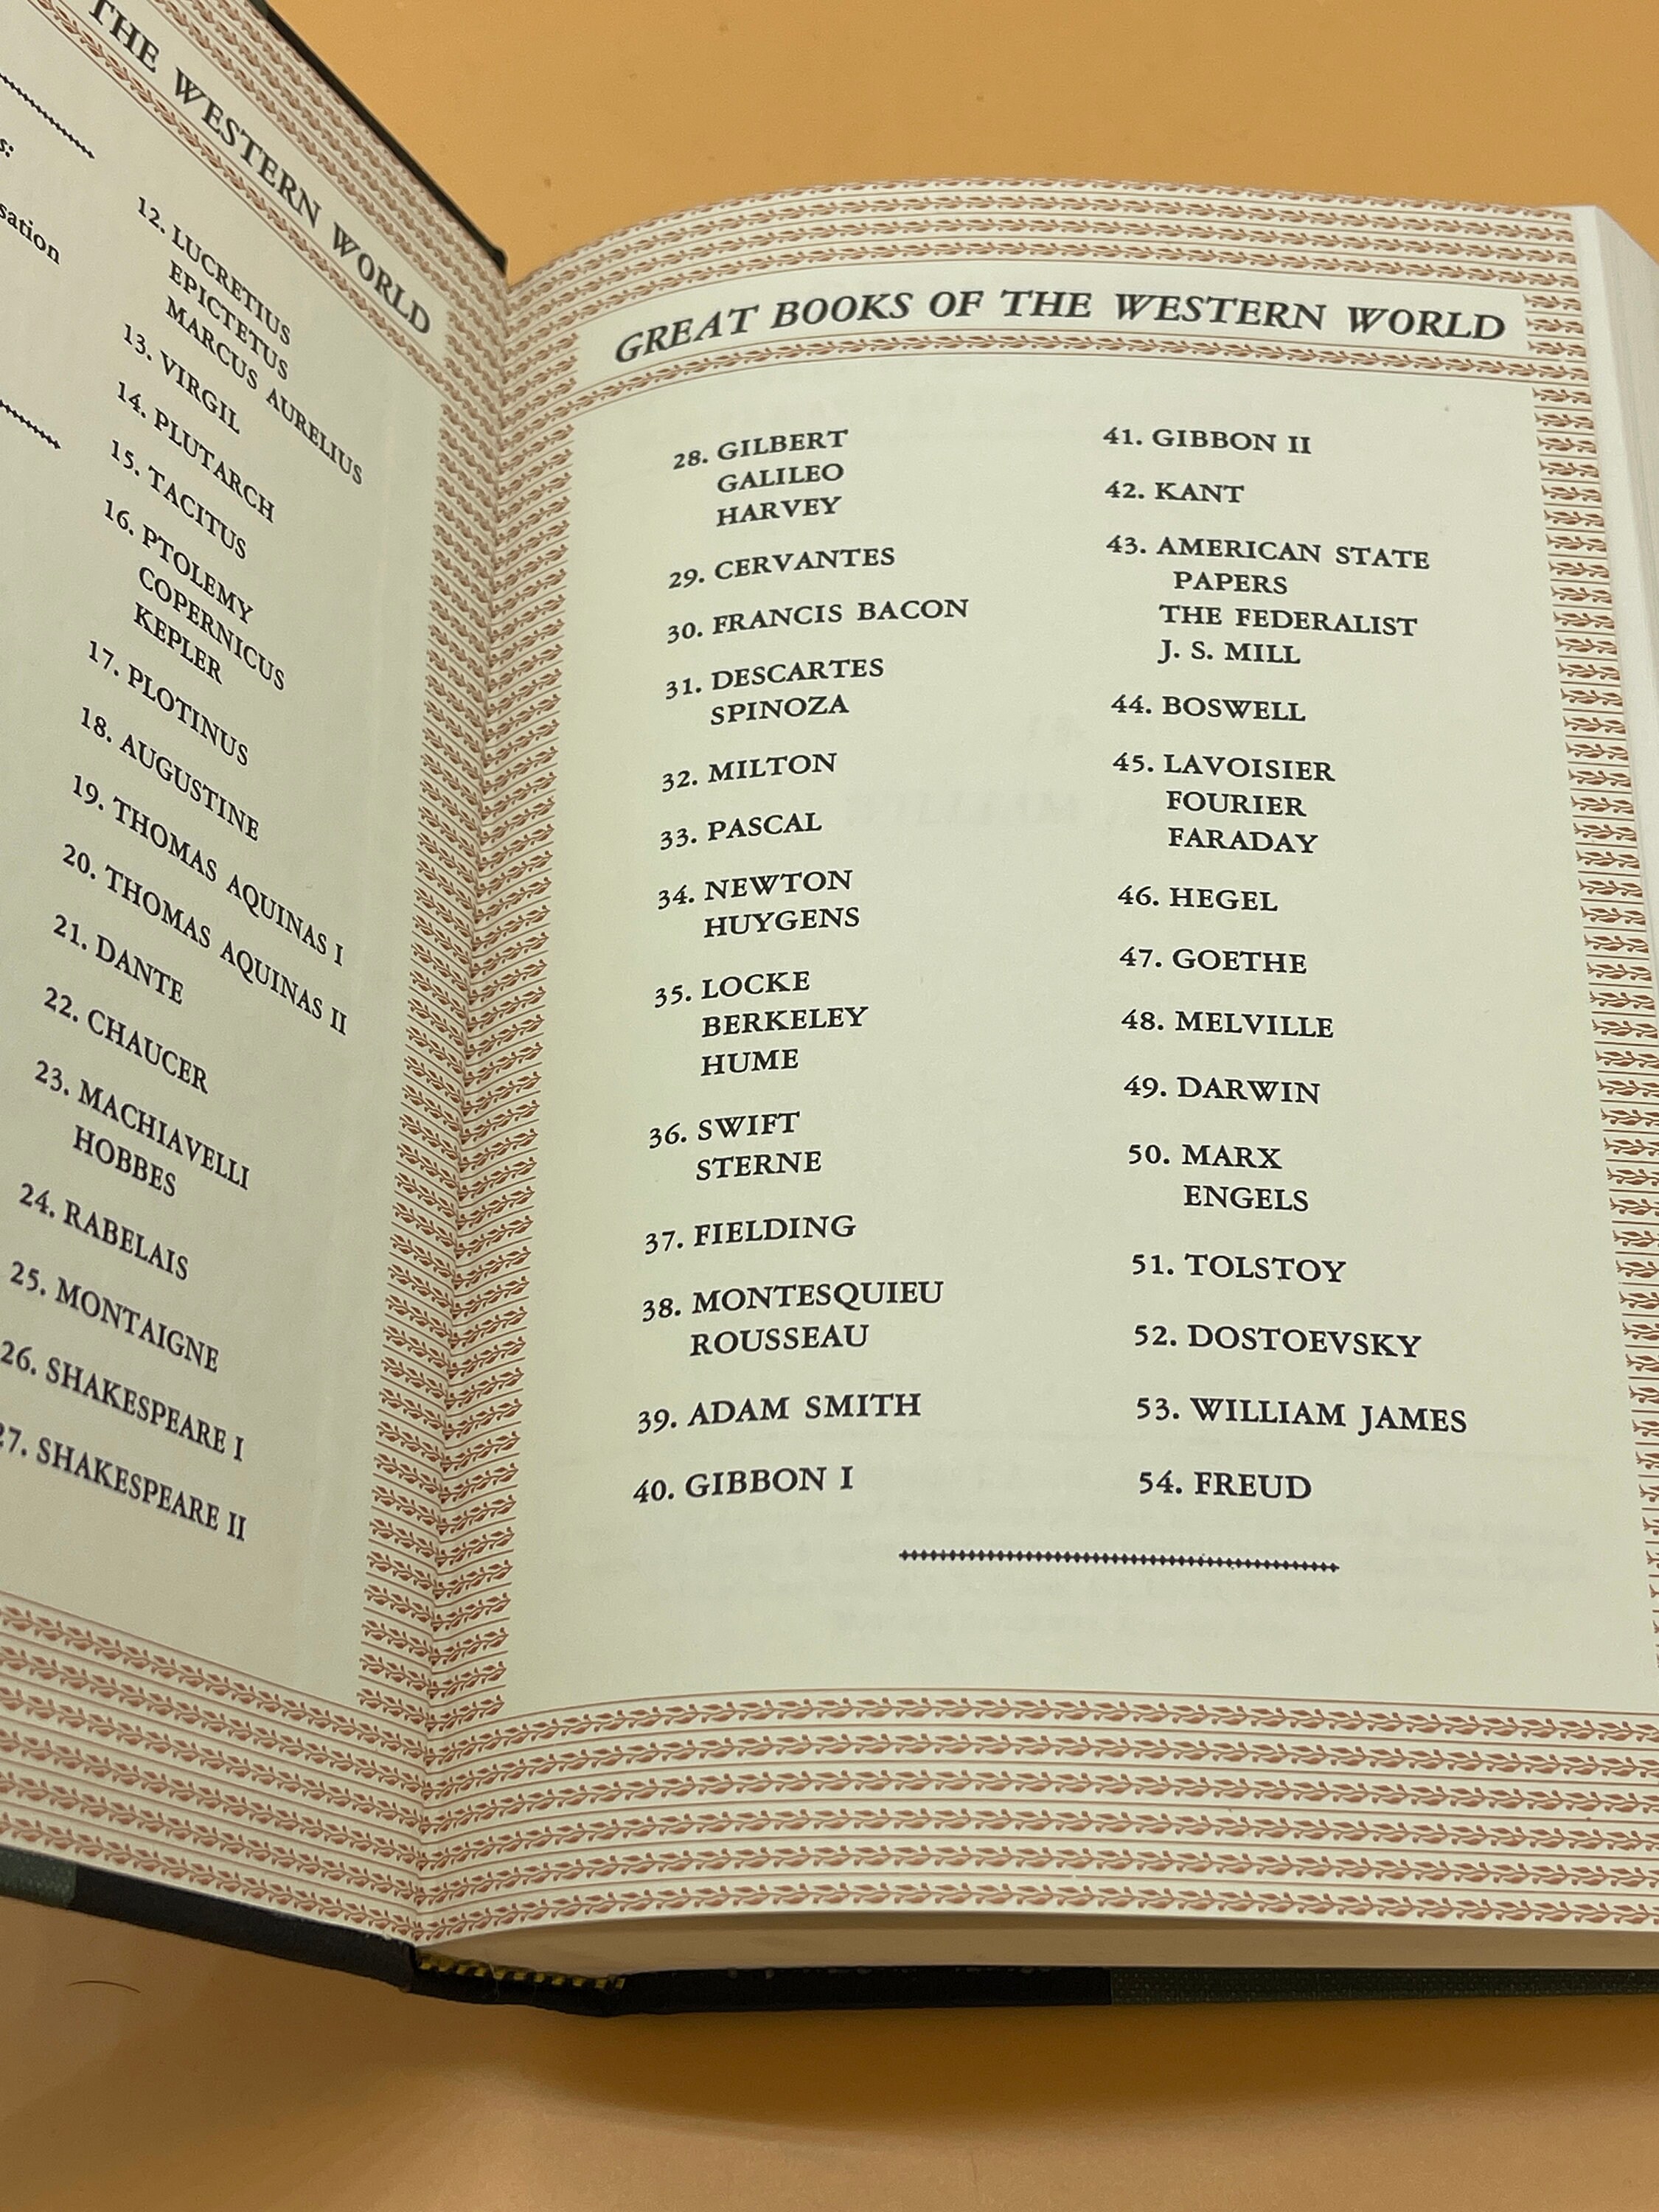 THE WESTERN WORLD
s:
sation
12. LUCRETIUS
EPICTETUS
MARCUS AURELIUS
13. VIRGIL
14. PLUTARCH
15. TACITUS
16. PTOLEMY
COPERNICUS
KEPLER
17. PLOTINUS
18. AUGUSTINE
19. THOMAS AQUINAS I
20. THOMAS AQUINAS II
21. DANTE
22. CHAUCER
23. MACHIAVELLI
HOBBES
24. RABELAIS
25. MONTAIGNE
26. SHAKESPEARE I
27. SHAKESPEARE II
GREAT BOOKS OF THE WESTERN WORLD
28. GILBERT
GALILEO
HARVEY
29. CERVANTES
30. FRANCIS BACON
31. DESCARTES
SPINOZA
32. MILTON
33. PASCAL
34. NEWTON
HUYGENS
35. LOCKE
BERKELEY
HUME
36. SWIFT
STERNE
37. FIELDING
38. MONTESQUIEU
ROUSSEAU
39. ADAM SMITH
40. GIBBON I
41. GIBBON II
42. KANT
43. AMERICAN STATE
PAPERS
THE FEDERALIST
J. S. MILL
44. BOSWELL
45. LAVOISIER
FOURIER
FARADAY
46. HEGEL
47. GOETHE
48. MELVILLE
49. DARWIN
50. MARX
ENGELS
51. TOLSTOY
52. DOSTOEVSKY
53. WILLIAM JAMES
54. FREUD